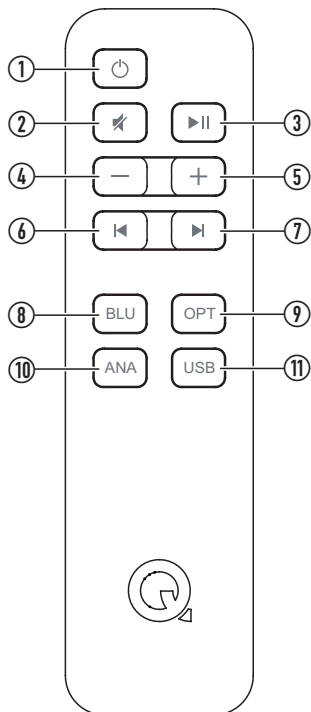 ①
② ③
④ ⑤
⑥ ⑦
⑧ BLU OPT ⑨
⑩ ANA USB ⑪